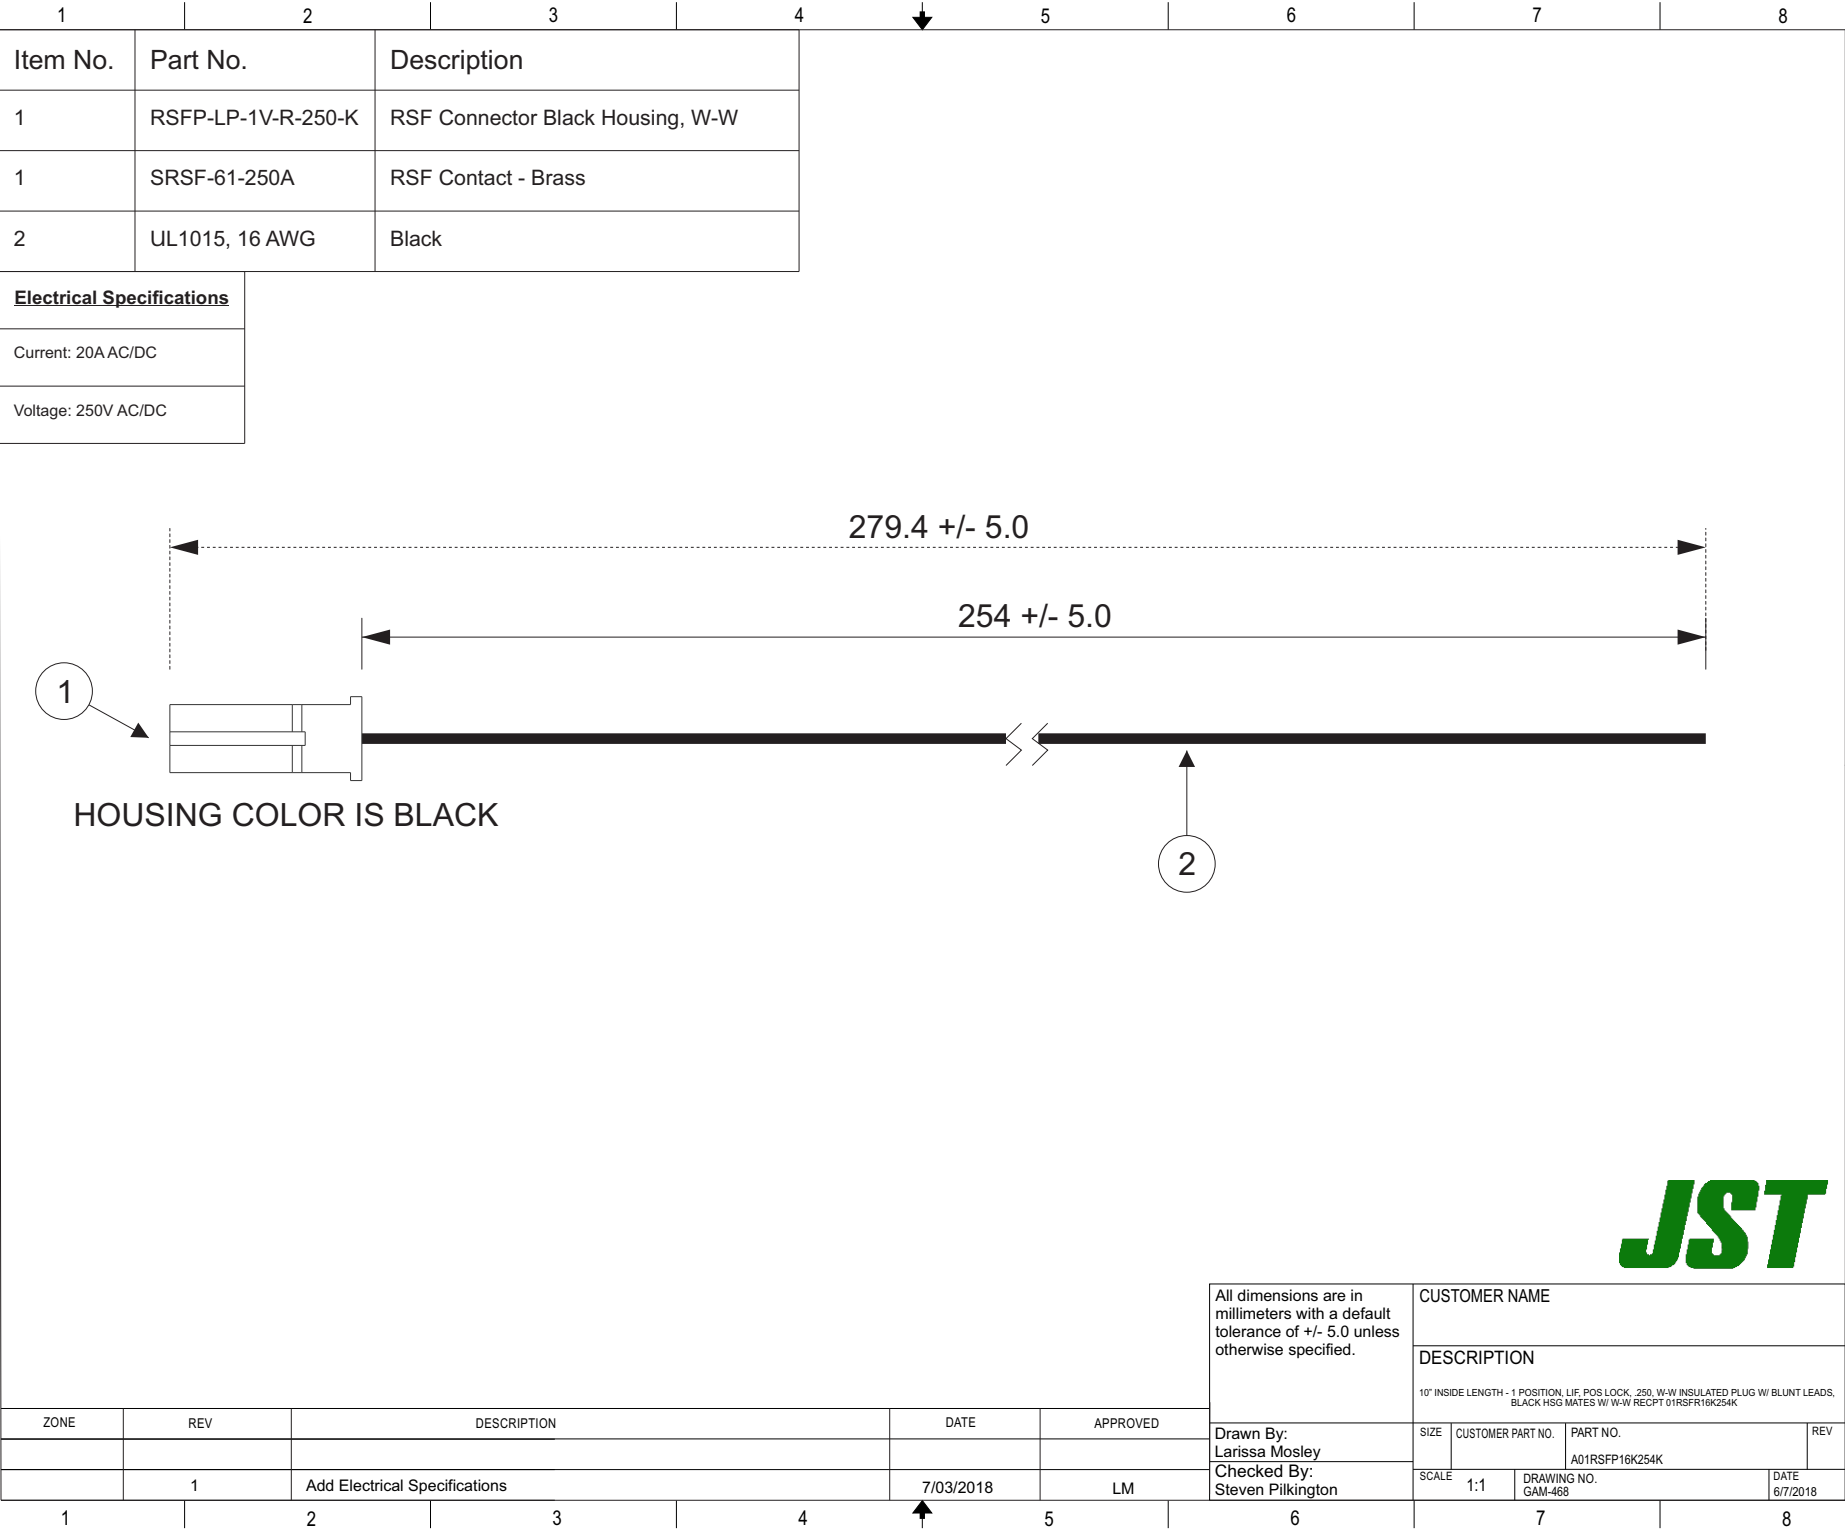 1 2 3 4 5 6 7 8
Item No. Part No. Description
1 RSFP-LP-1V-R-250-K RSF Connector Black Housing, W-W
1 SRSF-61-250A RSF Contact - Brass
2 UL1015, 16 AWG Black
Electrical Specifications
Current: 20A AC/DC
Voltage: 250V AC/DC
279.4 +/- 5.0
254 +/- 5.0
1
HOUSING COLOR IS BLACK
2
JST
All dimensions are in
millimeters with a default
tolerance of +/- 5.0 unless
otherwise specified.
CUSTOMER NAME
DESCRIPTION
10" INSIDE LENGTH - 1 POSITION, LIF, POS LOCK, .250, W-W INSULATED PLUG W/ BLUNT LEADS,
BLACK HSG MATES W/ W-W RECPT 01RSFR16K254K
ZONE REV DESCRIPTION DATE APPROVED
1 Add Electrical Specifications 7/03/2018 LM
Drawn By:
Larissa Mosley
Checked By:
Steven Pilkington
SIZE CUSTOMER PART NO. PART NO. REV
A01RSFP16K254K
SCALE 1:1 DRAWING NO. DATE
GAM-468 6/7/2018
1 2 3 4 5 6 7 8